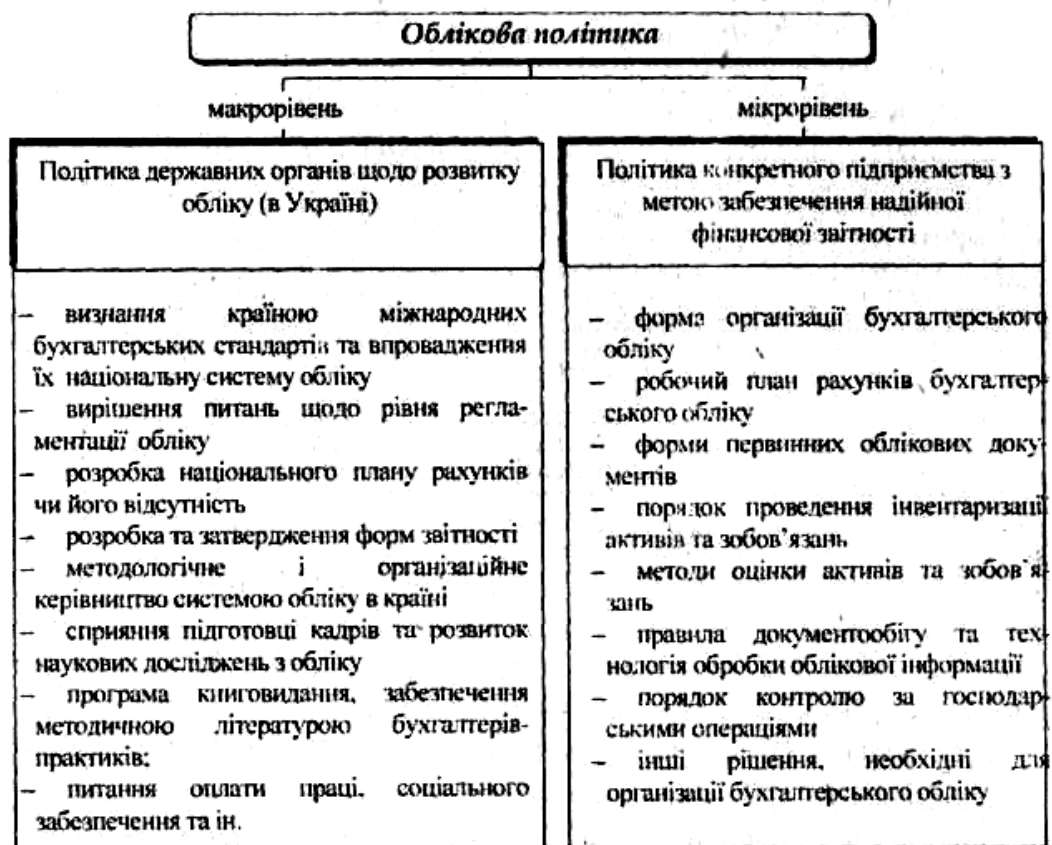 Облікова політика
макрорівень
мікрорівень
Політика державних органів щодо розвитку
обліку (в Україні)
Політика конкретного підприємства з
метою забезпечення надійної
фінансової звітності
– визнання країною міжнародних
бухгалтерських стандартів та впровадження
їх національну систему обліку
– вирішення питань щодо рівня регла-
ментації обліку
– розробка національного плану рахунків
чи його відсутність
– розробка та затвердження форм звітності
– методологічне і організаційне
керівництво системою обліку в країні
– сприяння підготовці кадрів та розвиток
наукових досліджень з обліку
– програма книговидання, забезпечення
методичною літературою бухгалтерів-
практиків;
– питання оплати праці, соціального
забезпечення та ін.
– форма організації бухгалтерського
обліку
– робочий план рахунків бухгалтер-
ського обліку
– форми первинних облікових доку-
ментів
– порядок проведення інвентаризації
активів та зобов'язань
– методи оцінки активів та зобов'я-
зань
– правила документообігу та тех-
нологія обробки облікової інформації
– порядок контролю за господар-
ськими операціями
– інші рішення, необхідні для
організації бухгалтерського обліку